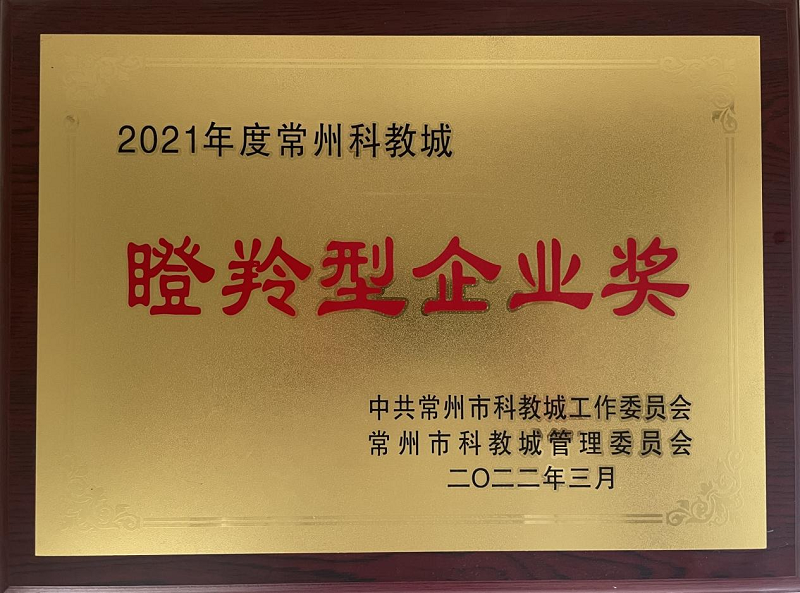 2021年度常州科教城
瞪羚型企业奖
中共常州市科教城工作委员会
常州市科教城管理委员会
二〇二二年三月